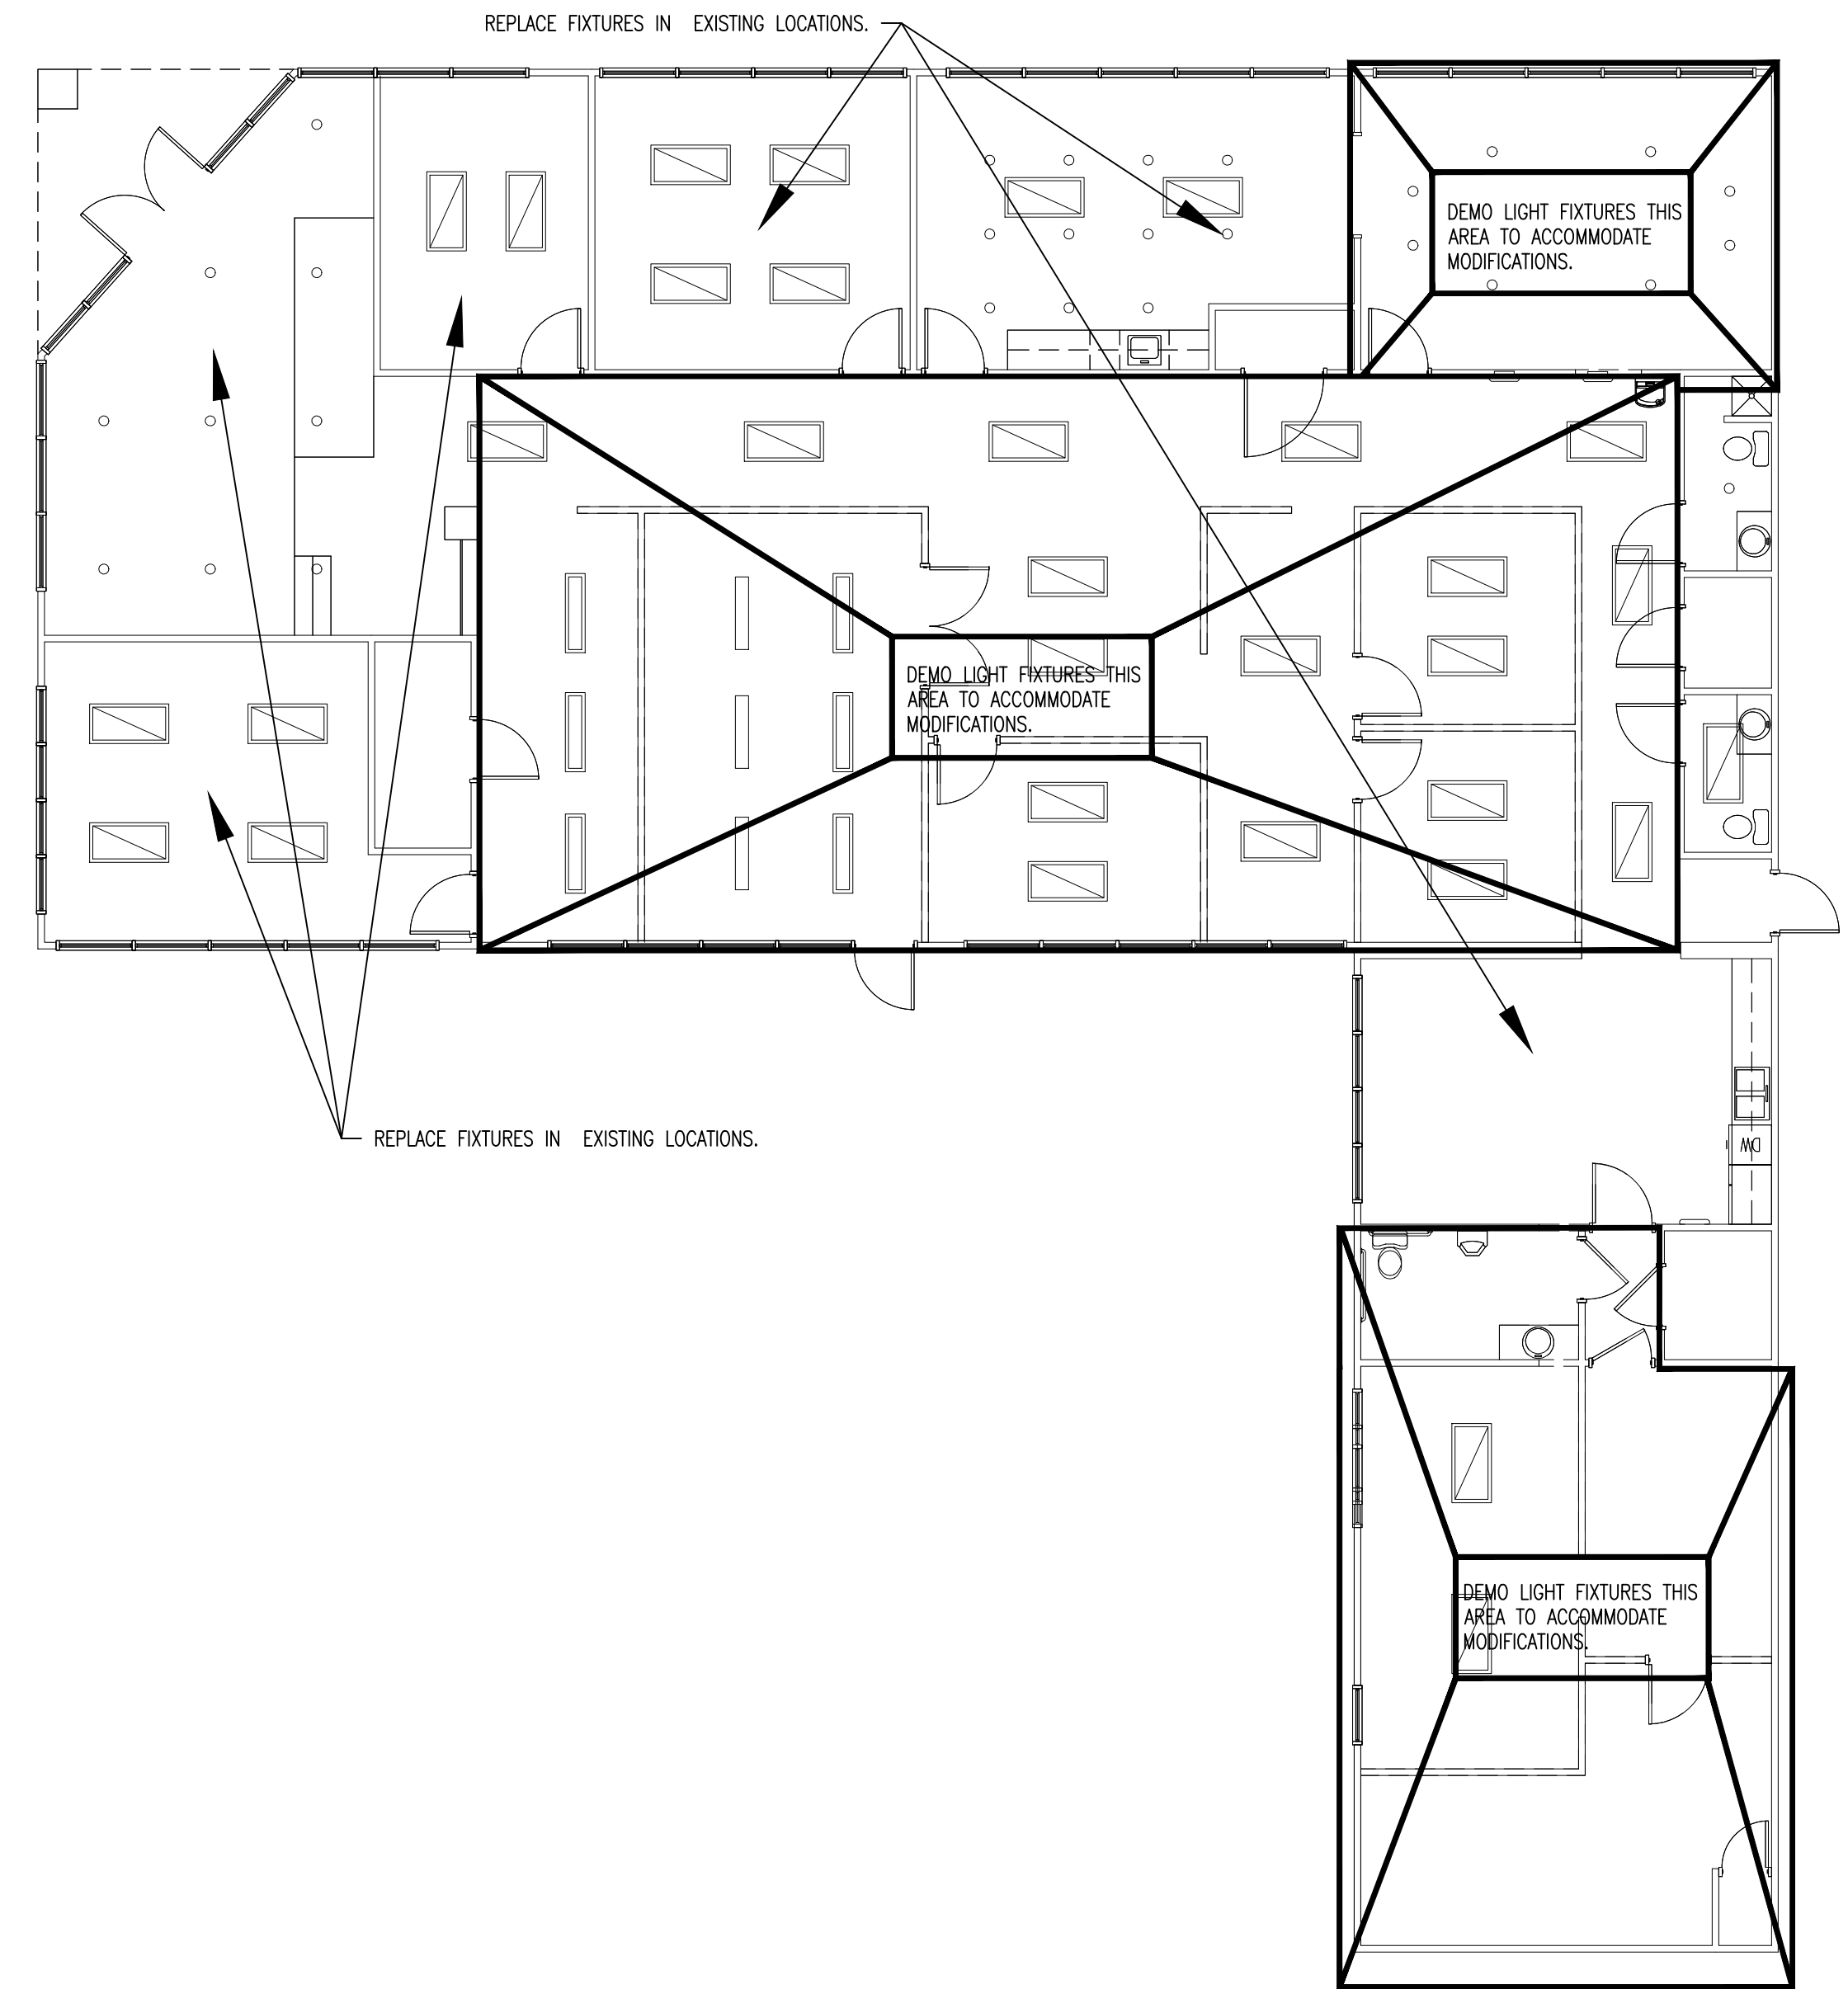 REPLACE FIXTURES IN EXISTING LOCATIONS.
DEMO LIGHT FIXTURES THIS
AREA TO ACCOMMODATE
MODIFICATIONS.
DEMO LIGHT FIXTURES THIS
AREA TO ACCOMMODATE
MODIFICATIONS.
REPLACE FIXTURES IN EXISTING LOCATIONS.
DW
DEMO LIGHT FIXTURES THIS
AREA TO ACCOMMODATE
MODIFICATIONS.